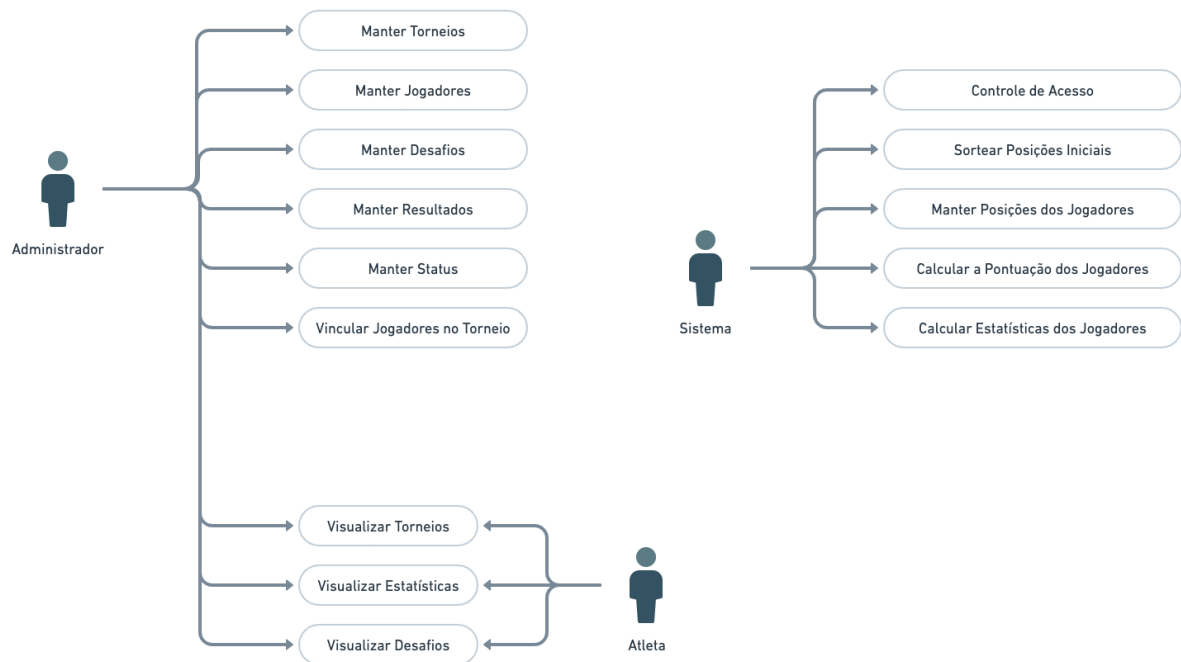 Manter Torneios
Manter Jogadores
Manter Desafios
Manter Resultados
Manter Status
Vincular Jogadores no Torneio
Administrador
Controle de Acesso
Sortear Posições Iniciais
Manter Posições dos Jogadores
Calcular a Pontuação dos Jogadores
Calcular Estatísticas dos Jogadores
Sistema
Visualizar Torneios
Visualizar Estatísticas
Visualizar Desafios
Atleta